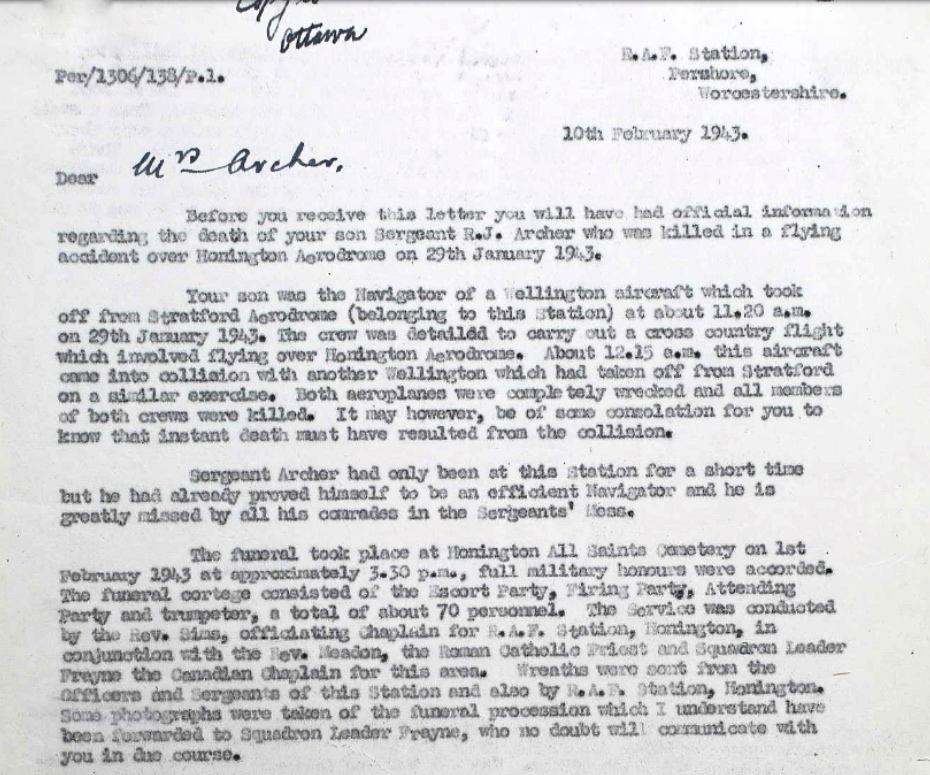 Ottawa
R.A.F. Station,
Per/1306/138/P.1.
Pershore,
Worcestershire.
10th February 1943.
Dear Mrs Archer.
Before you receive this letter you will have had official information
regarding the death of your son Sergeant R.J. Archer who was killed in a flying
accident over Honington Aerodrome on 29th January 1943.
Your son was the Navigator of a Wellington aircraft which took
off from Stratford Aerodrome (belonging to this Station) at about 11.20 a.m.
on 29th January 1943. The crew was detaildd to carry out a cross country flight
which involved flying over Honington Aerodrome. About 12.15 a.m. this aircraft
came into collision with another Wellington which had taken off from Stratford
on a similar exercise. Both aeroplanes were completely wrecked and all members
of both crews were killed. It may however, be of some consolation for you to
know that instant death must have resulted from the collision.
Sergeant Archer had only been at this Station for a short time
but he had already proved himself to be an efficient Navigator and he is
greatly missed by all his comrades in the Sergeants' Mess.
The funeral took place at Honington All Saints Cemetery on 1st
February 1943 at approximately 3.30 p.m., full military honours were accorded.
The funeral cortege consisted of the Escort Party, Firing Party, Attending
Party and trumpeter, a total of about 70 personnel. The Service was conducted
by the Rev. Sims, officiating Chaplain for R.A.F. Station, Honington, in
conjunction with the Rev. Meadon, the Roman Catholic Priest and Squadron Leader
Frayne the Canadian Chaplain for this area. Wreaths were sent from the
Officers and Sergeants of this Station and also by R.A.F. Station, Honington.
Some photographs were taken of the funeral procession which I understand have
been forwarded to Squadron Leader Frayne, who no doubt will communicate with
you in due course.